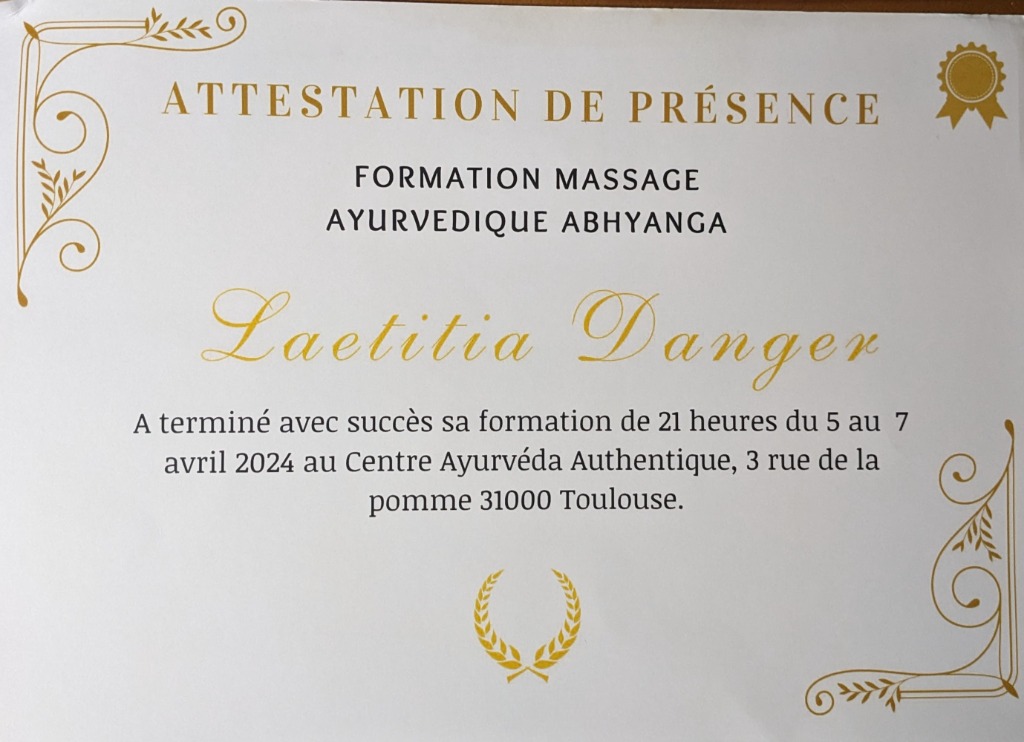 ATTESTATION DE PRÉSENCE
FORMATION MASSAGE
AYURVEDIQUE ABHYANGA
Laetitia Danger
A terminé avec succès sa formation de 21 heures du 5 au 7
avril 2024 au Centre Ayurvéda Authentique, 3 rue de la
pomme 31000 Toulouse.